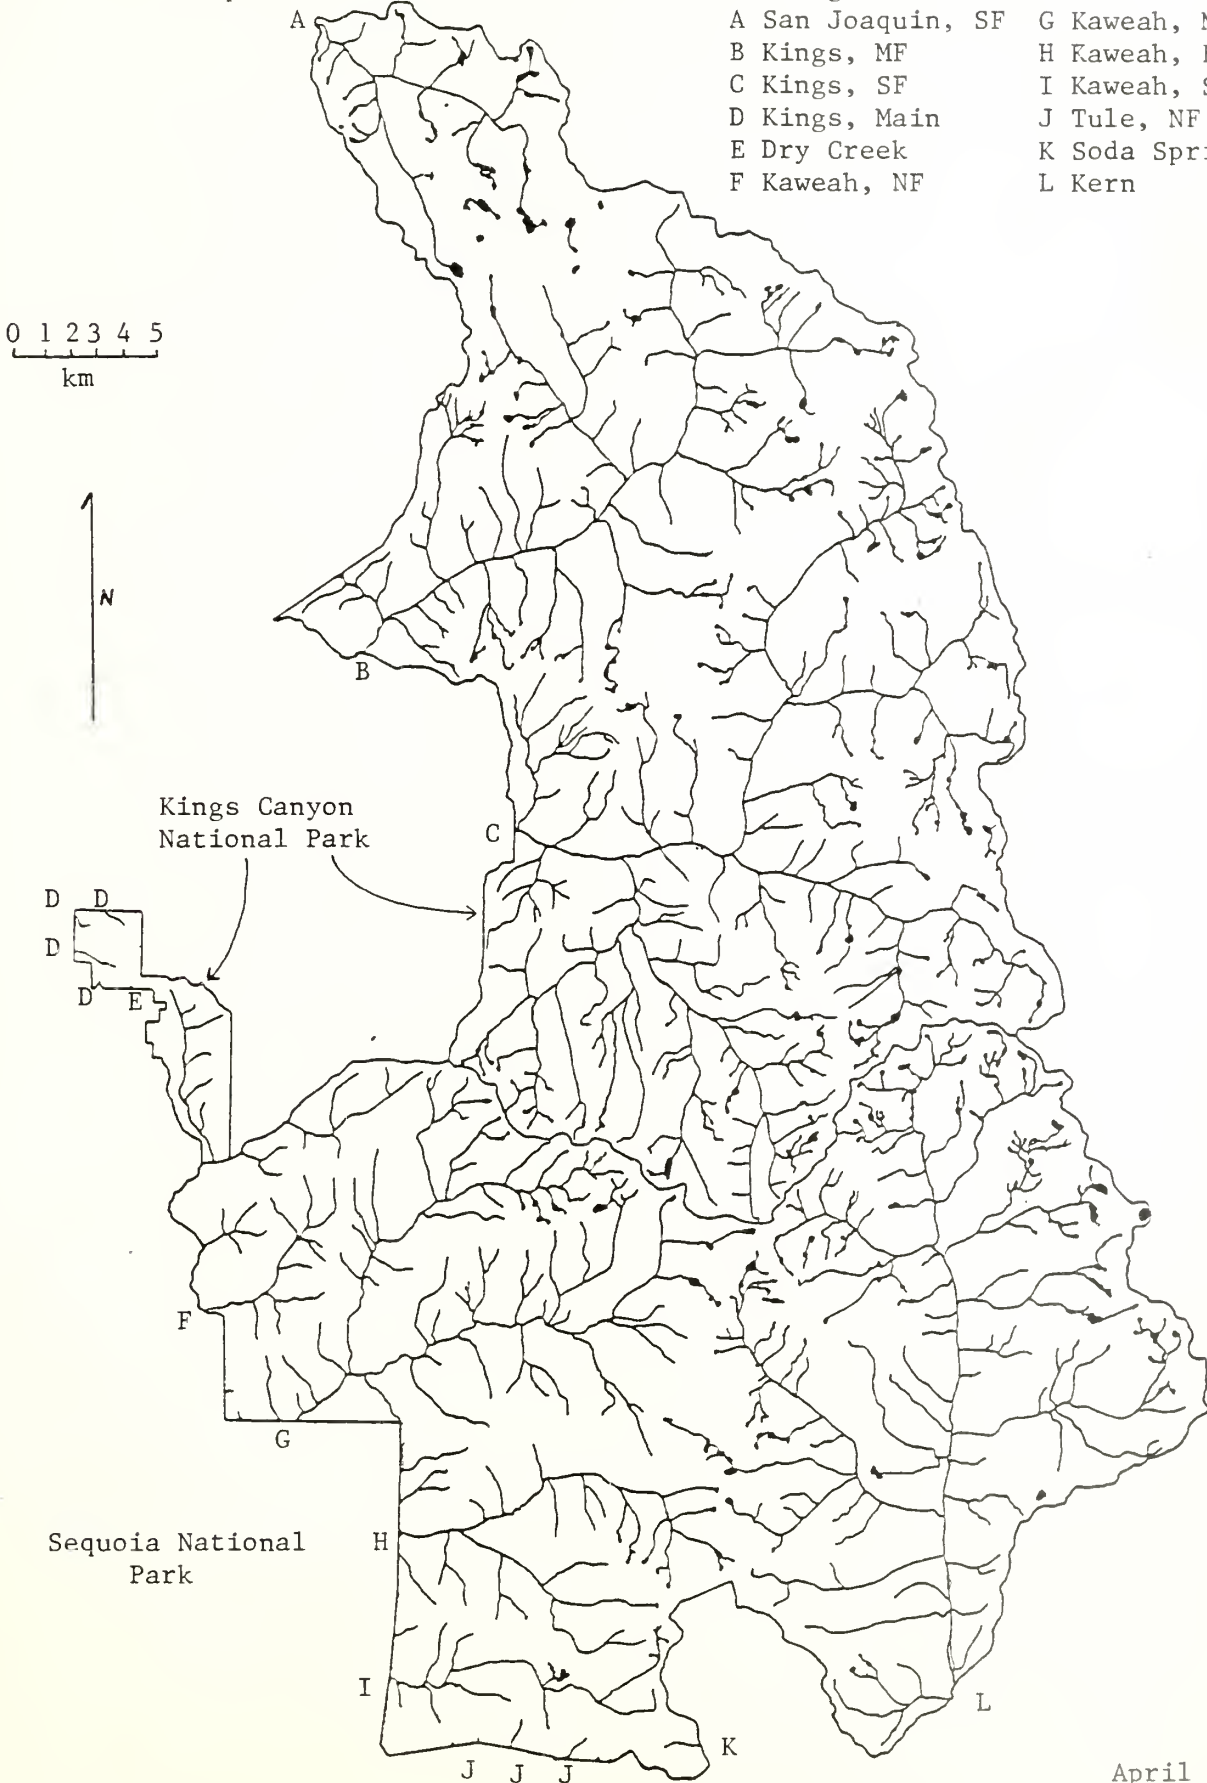 A San Joaquin, SF G Kaweah,
B Kings, MF H Kaweah,
C Kings, SF I Kaweah,
D Kings, Main J Tule, NF
E Dry Creek K Soda
F Kaweah, NF L Kern
A
0 1 2 3 4 5
km
N
B
Kings Canyon
National Park
C
D D
D
D E
F
G
Sequoia National
Park
H
I
L
K
J J J
April